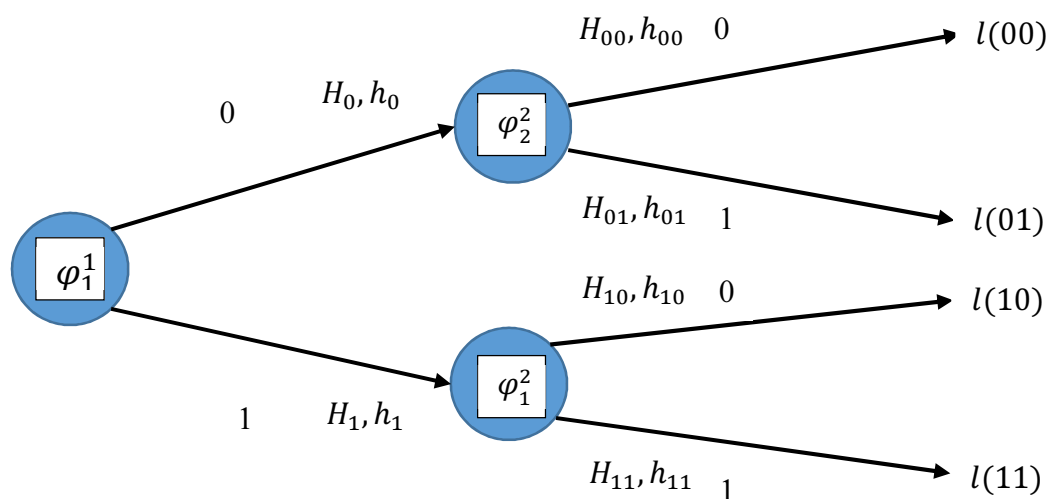 H₀₀, h₀₀ 0 l(00)
0 H₀, h₀
φ₂²
H₀₁, h₀₁ 1 l(01)
φ₁¹
H₁₀, h₁₀ 0 l(10)
φ₁²
1 H₁, h₁
H₁₁, h₁₁ 1 l(11)